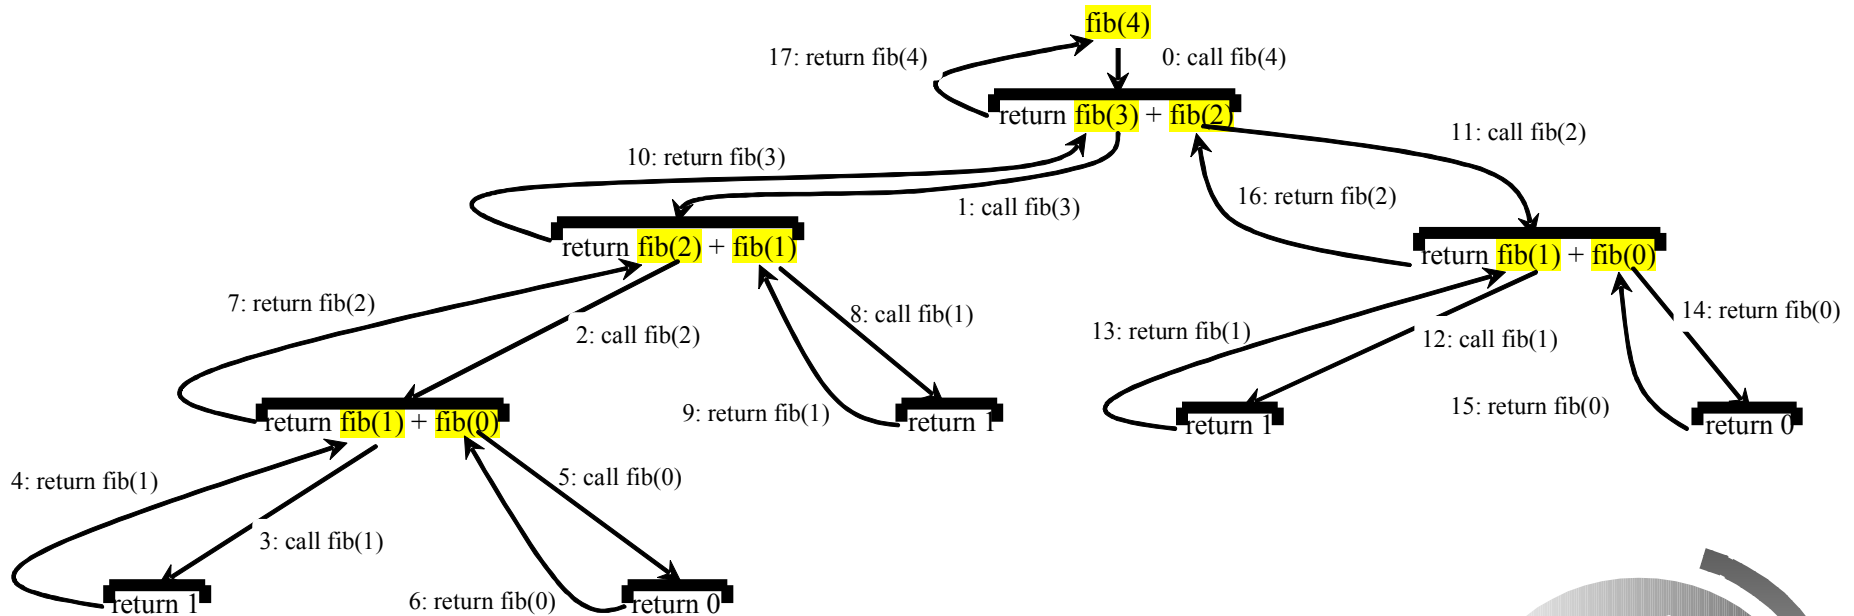 fib(4)
17: return fib(4)
0: call fib(4)
return fib(3) + fib(2)
11: call fib(2)
10: return fib(3)
16: return fib(2)
1: call fib(3)
return fib(2) + fib(1)
return fib(1) + fib(0)
7: return fib(2)
8: call fib(1)
14: return fib(0)
13: return fib(1)
2: call fib(2)
12: call fib(1)
9: return fib(1)
15: return fib(0)
return fib(1) + fib(0)
return 1
return 1
return 0
4: return fib(1)
5: call fib(0)
3: call fib(1)
6: return fib(0)
return 1
return 0